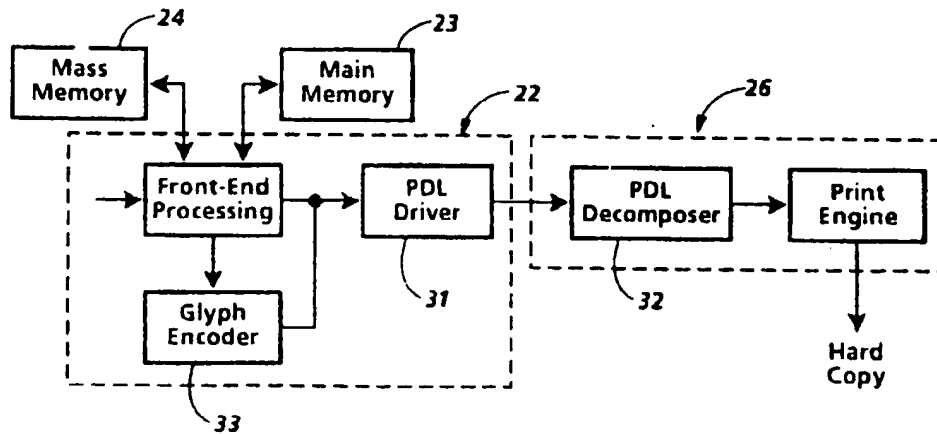 24
23
Mass
Memory
Main
Memory
22
26
Front-End
Processing
PDL
Driver
PDL
Decomposer
Print
Engine
31
32
Glyph
Encoder
33
Hard
Copy